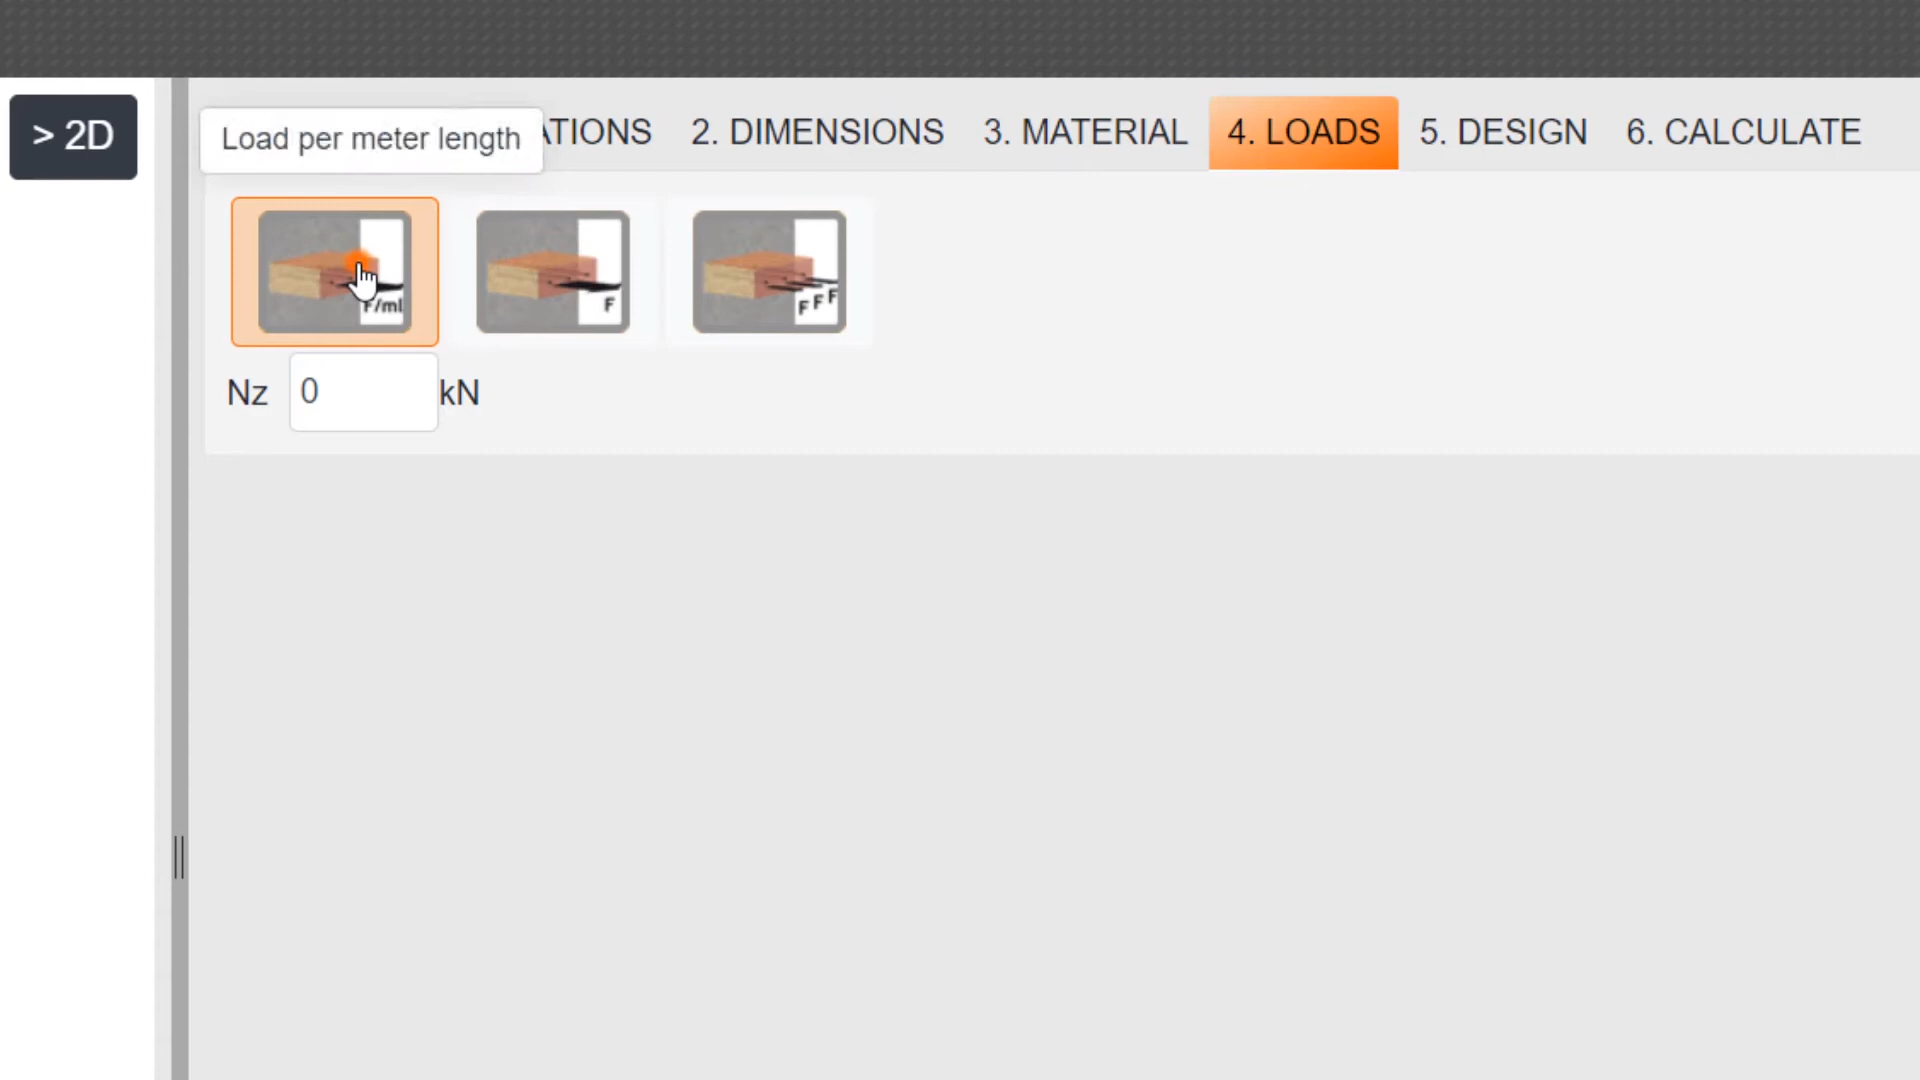 > 2D
Load per meter length
ATIONS 2. DIMENSIONS 3. MATERIAL 4. LOADS 5. DESIGN 6. CALCULATE
F/ml F F F F
Nz 0 kN